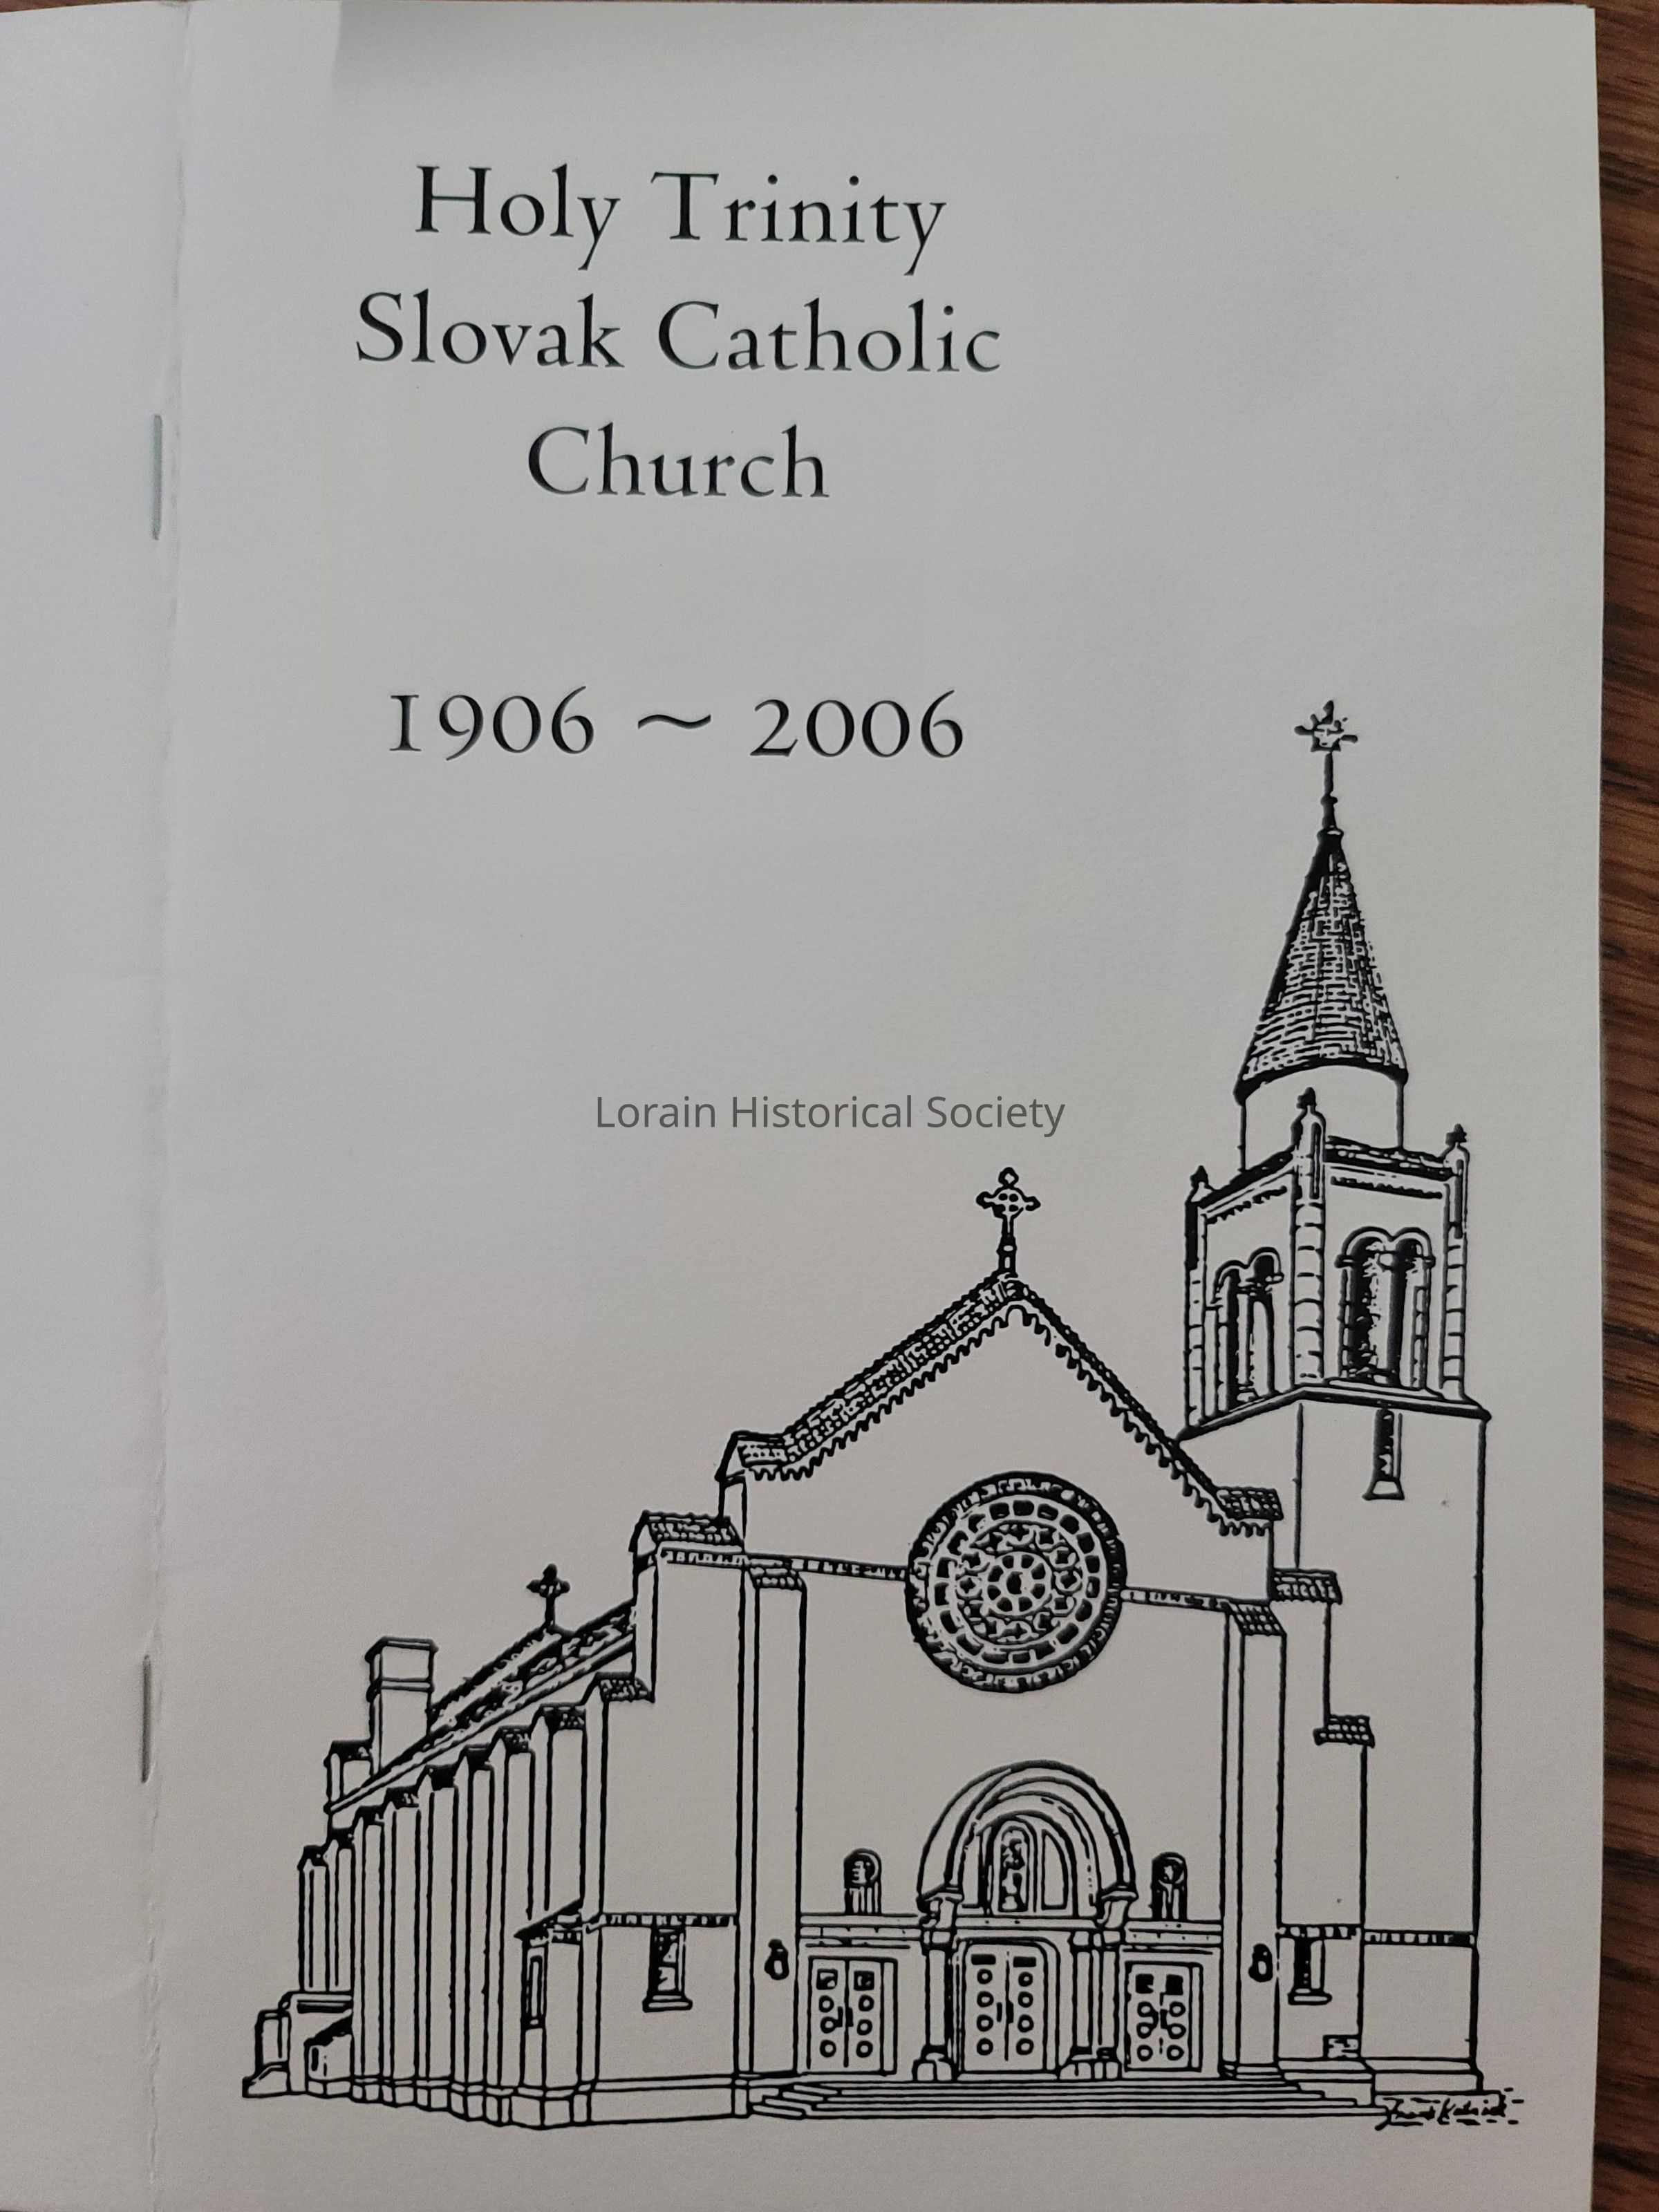 Holy Trinity
Slovak Catholic
Church
1906 ~ 2006
Lorain Historical Society